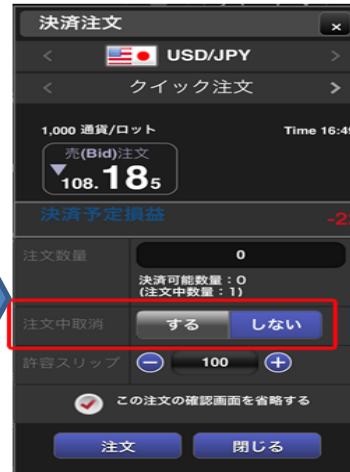 決済注文 ×
< USD/JPY >
< クイック注文 >
1,000 通貨/ロット Time 16:49
売(Bid)注文
108.185
決済予定損益 -2
注文数量 0
決済可能数量:0
(注文中数量:1)
注文中取消 する しない
許容スリップ 100
この注文の確認画面を省略する
注文 閉じる